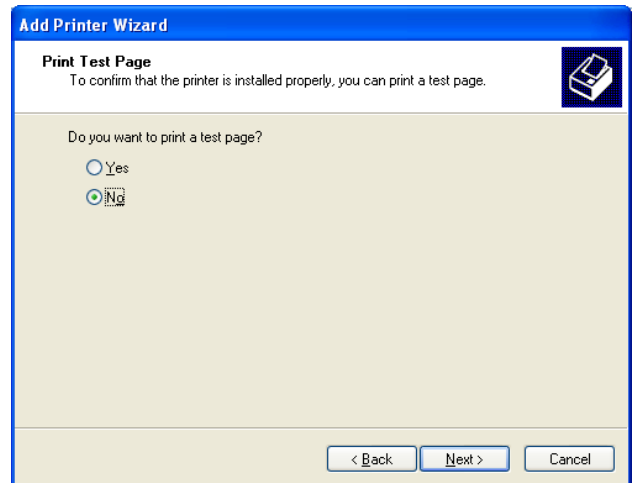 Add Printer Wizard
Print Test Page
To confirm that the printer is installed properly, you can print a test page.
Do you want to print a test page?
Yes
No
< Back
Next >
Cancel